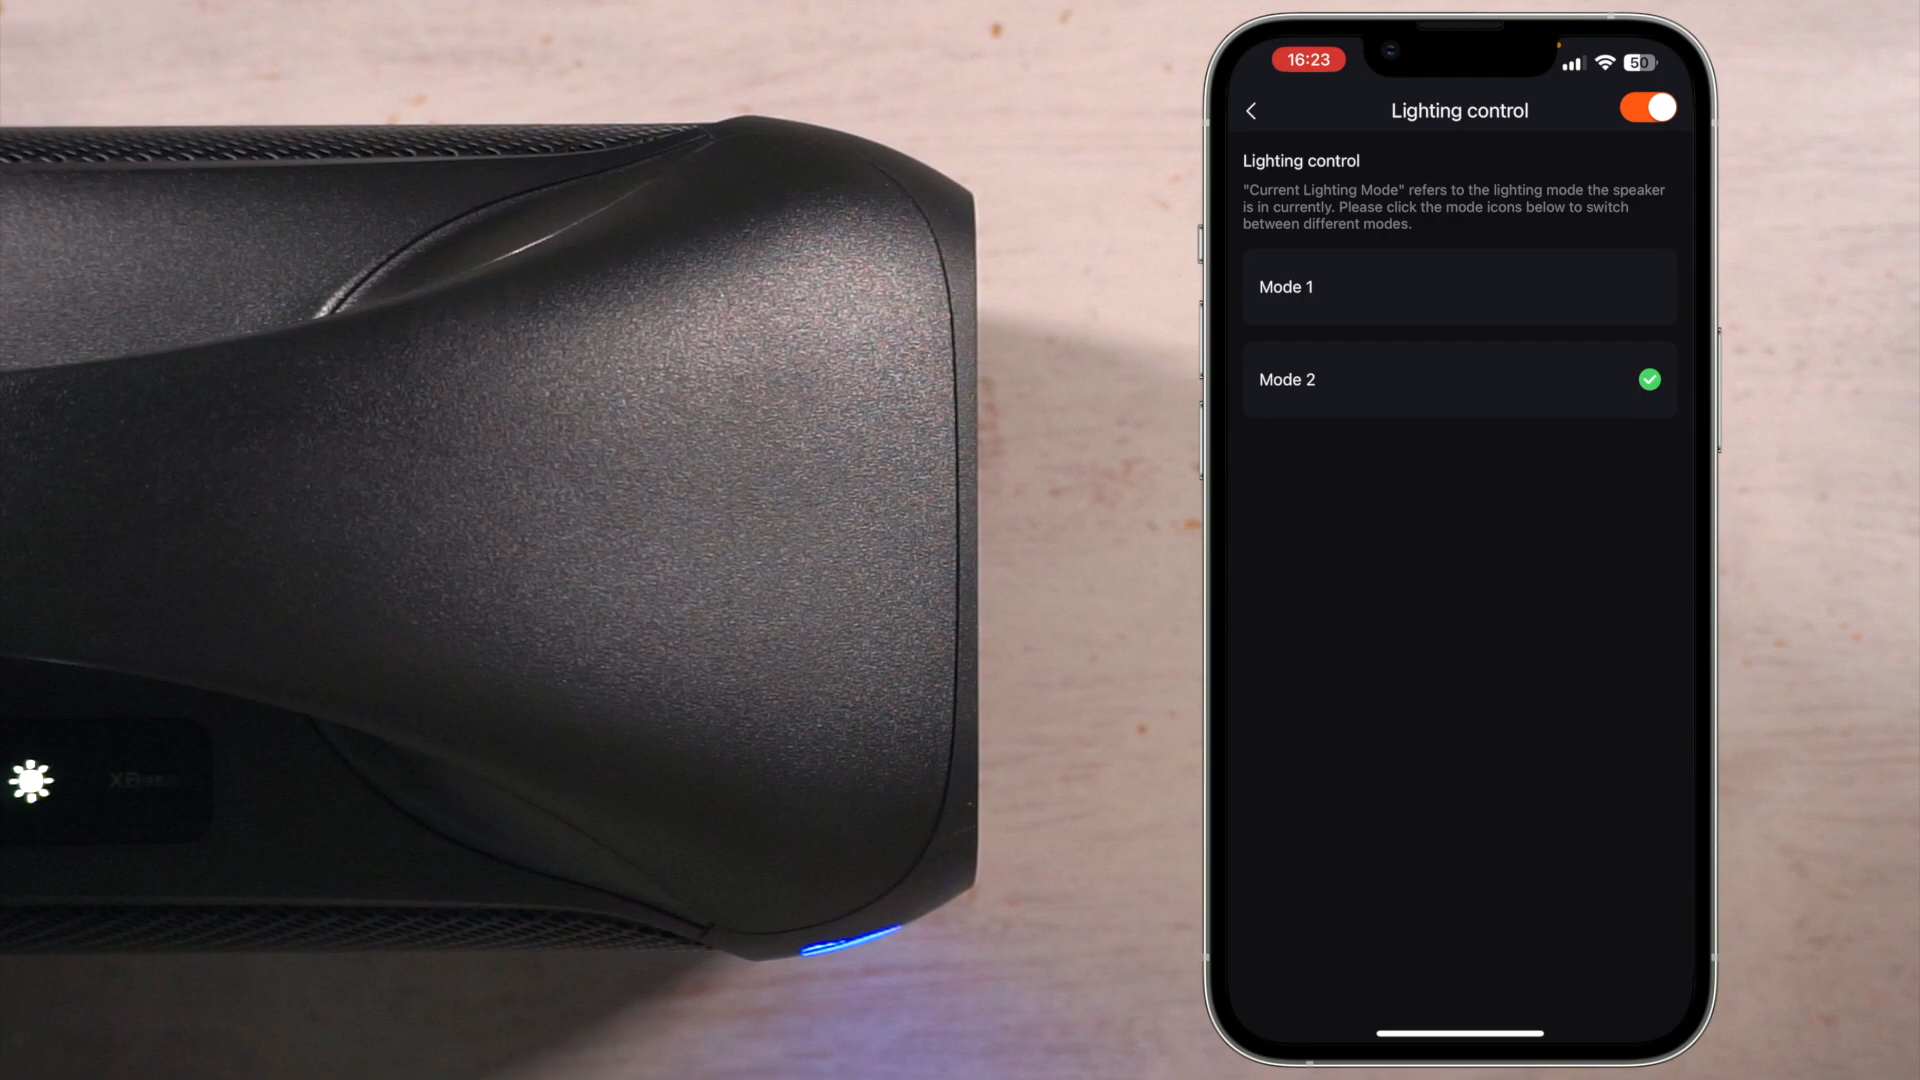 16:23
50
Lighting control
Lighting control
"Current Lighting Mode" refers to the lighting mode the speaker
is in currently. Please click the mode icons below to switch
between different modes.
Mode 1
Mode 2